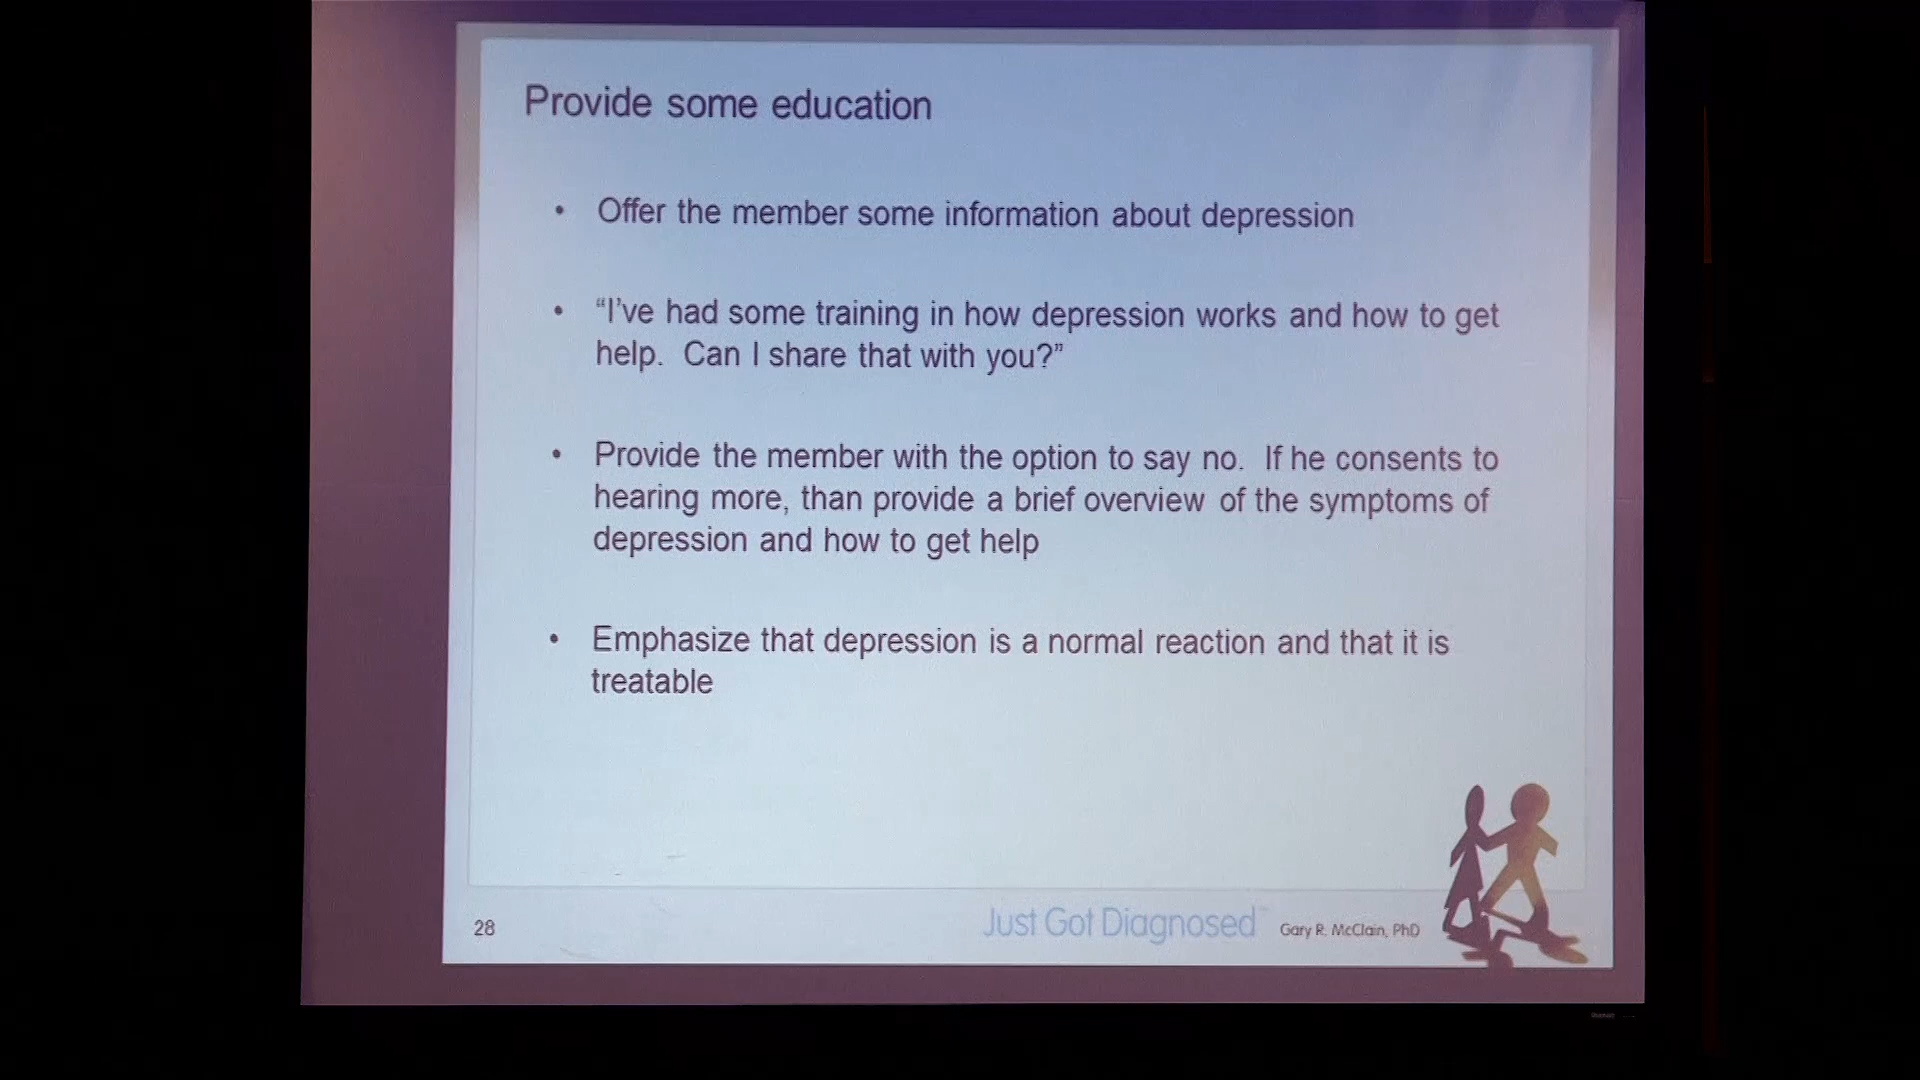 Provide some education
• Offer the member some information about depression
• “I’ve had some training in how depression works and how to get
help.  Can I share that with you?”
• Provide the member with the option to say no.  If he consents to
hearing more, than provide a brief overview of the symptoms of
depression and how to get help
• Emphasize that depression is a normal reaction and that it is
treatable
28
Just Got Diagnosed
Gary R. McClain, PhD